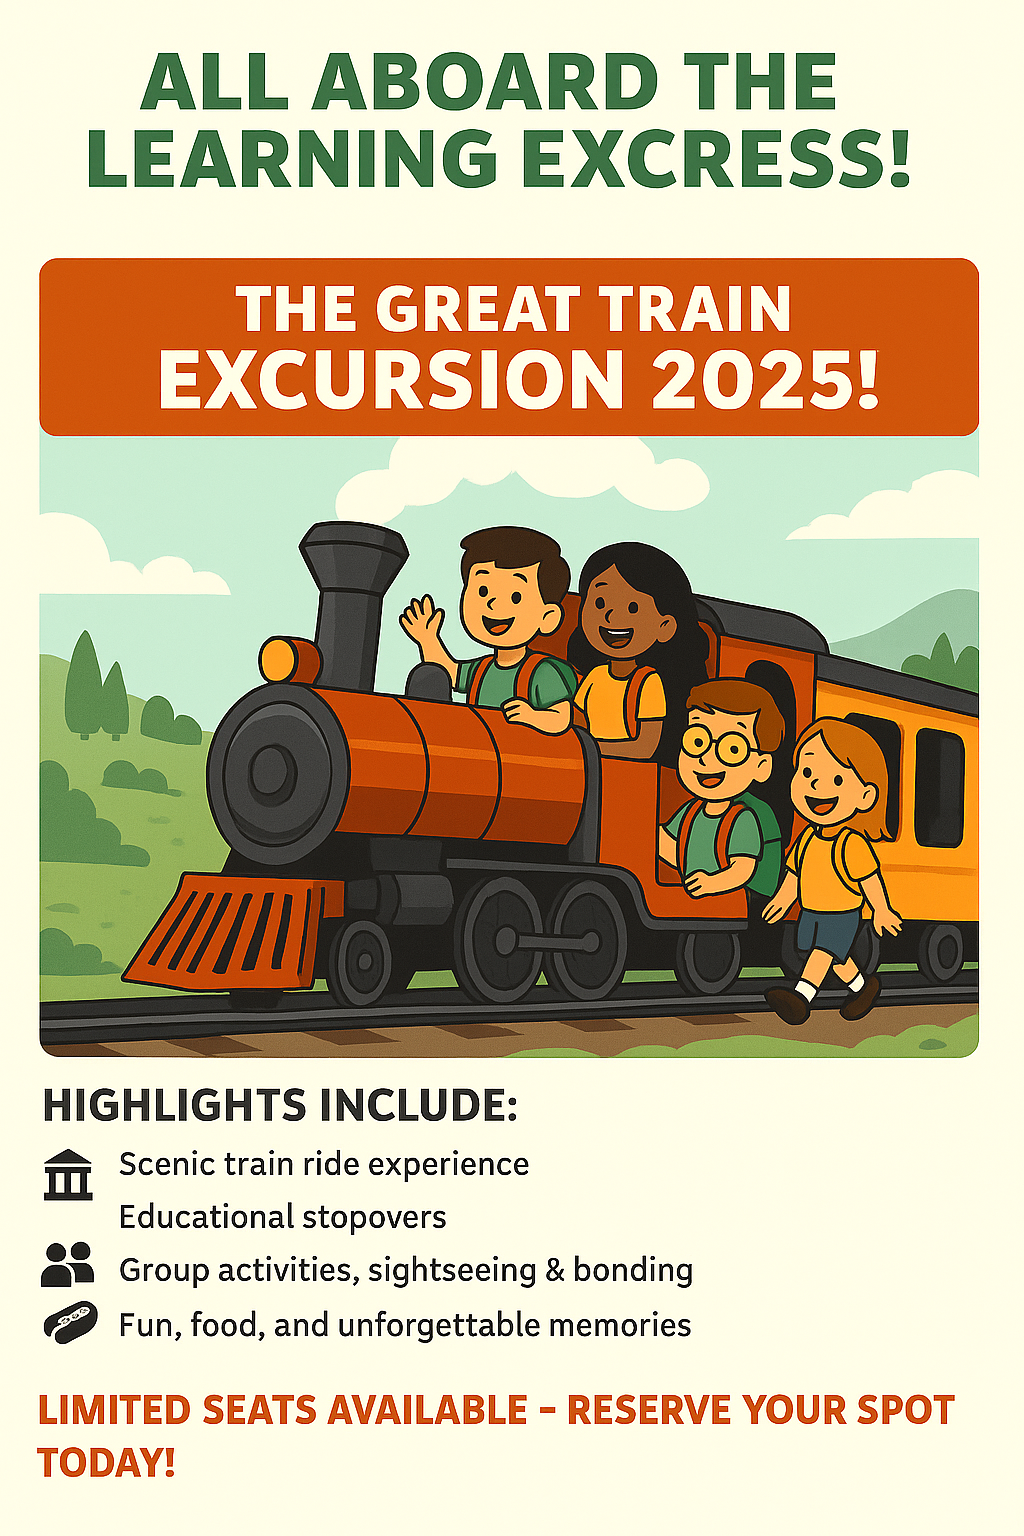 ALL ABOARD THE
LEARNING EXCRESS!
THE GREAT TRAIN
EXCURSION 2025!
HIGHLIGHTS INCLUDE:
Scenic train ride experience
Educational stopovers
Group activities, sightseeing & bonding
Fun, food, and unforgettable memories
LIMITED SEATS AVAILABLE – RESERVE YOUR SPOT
TODAY!